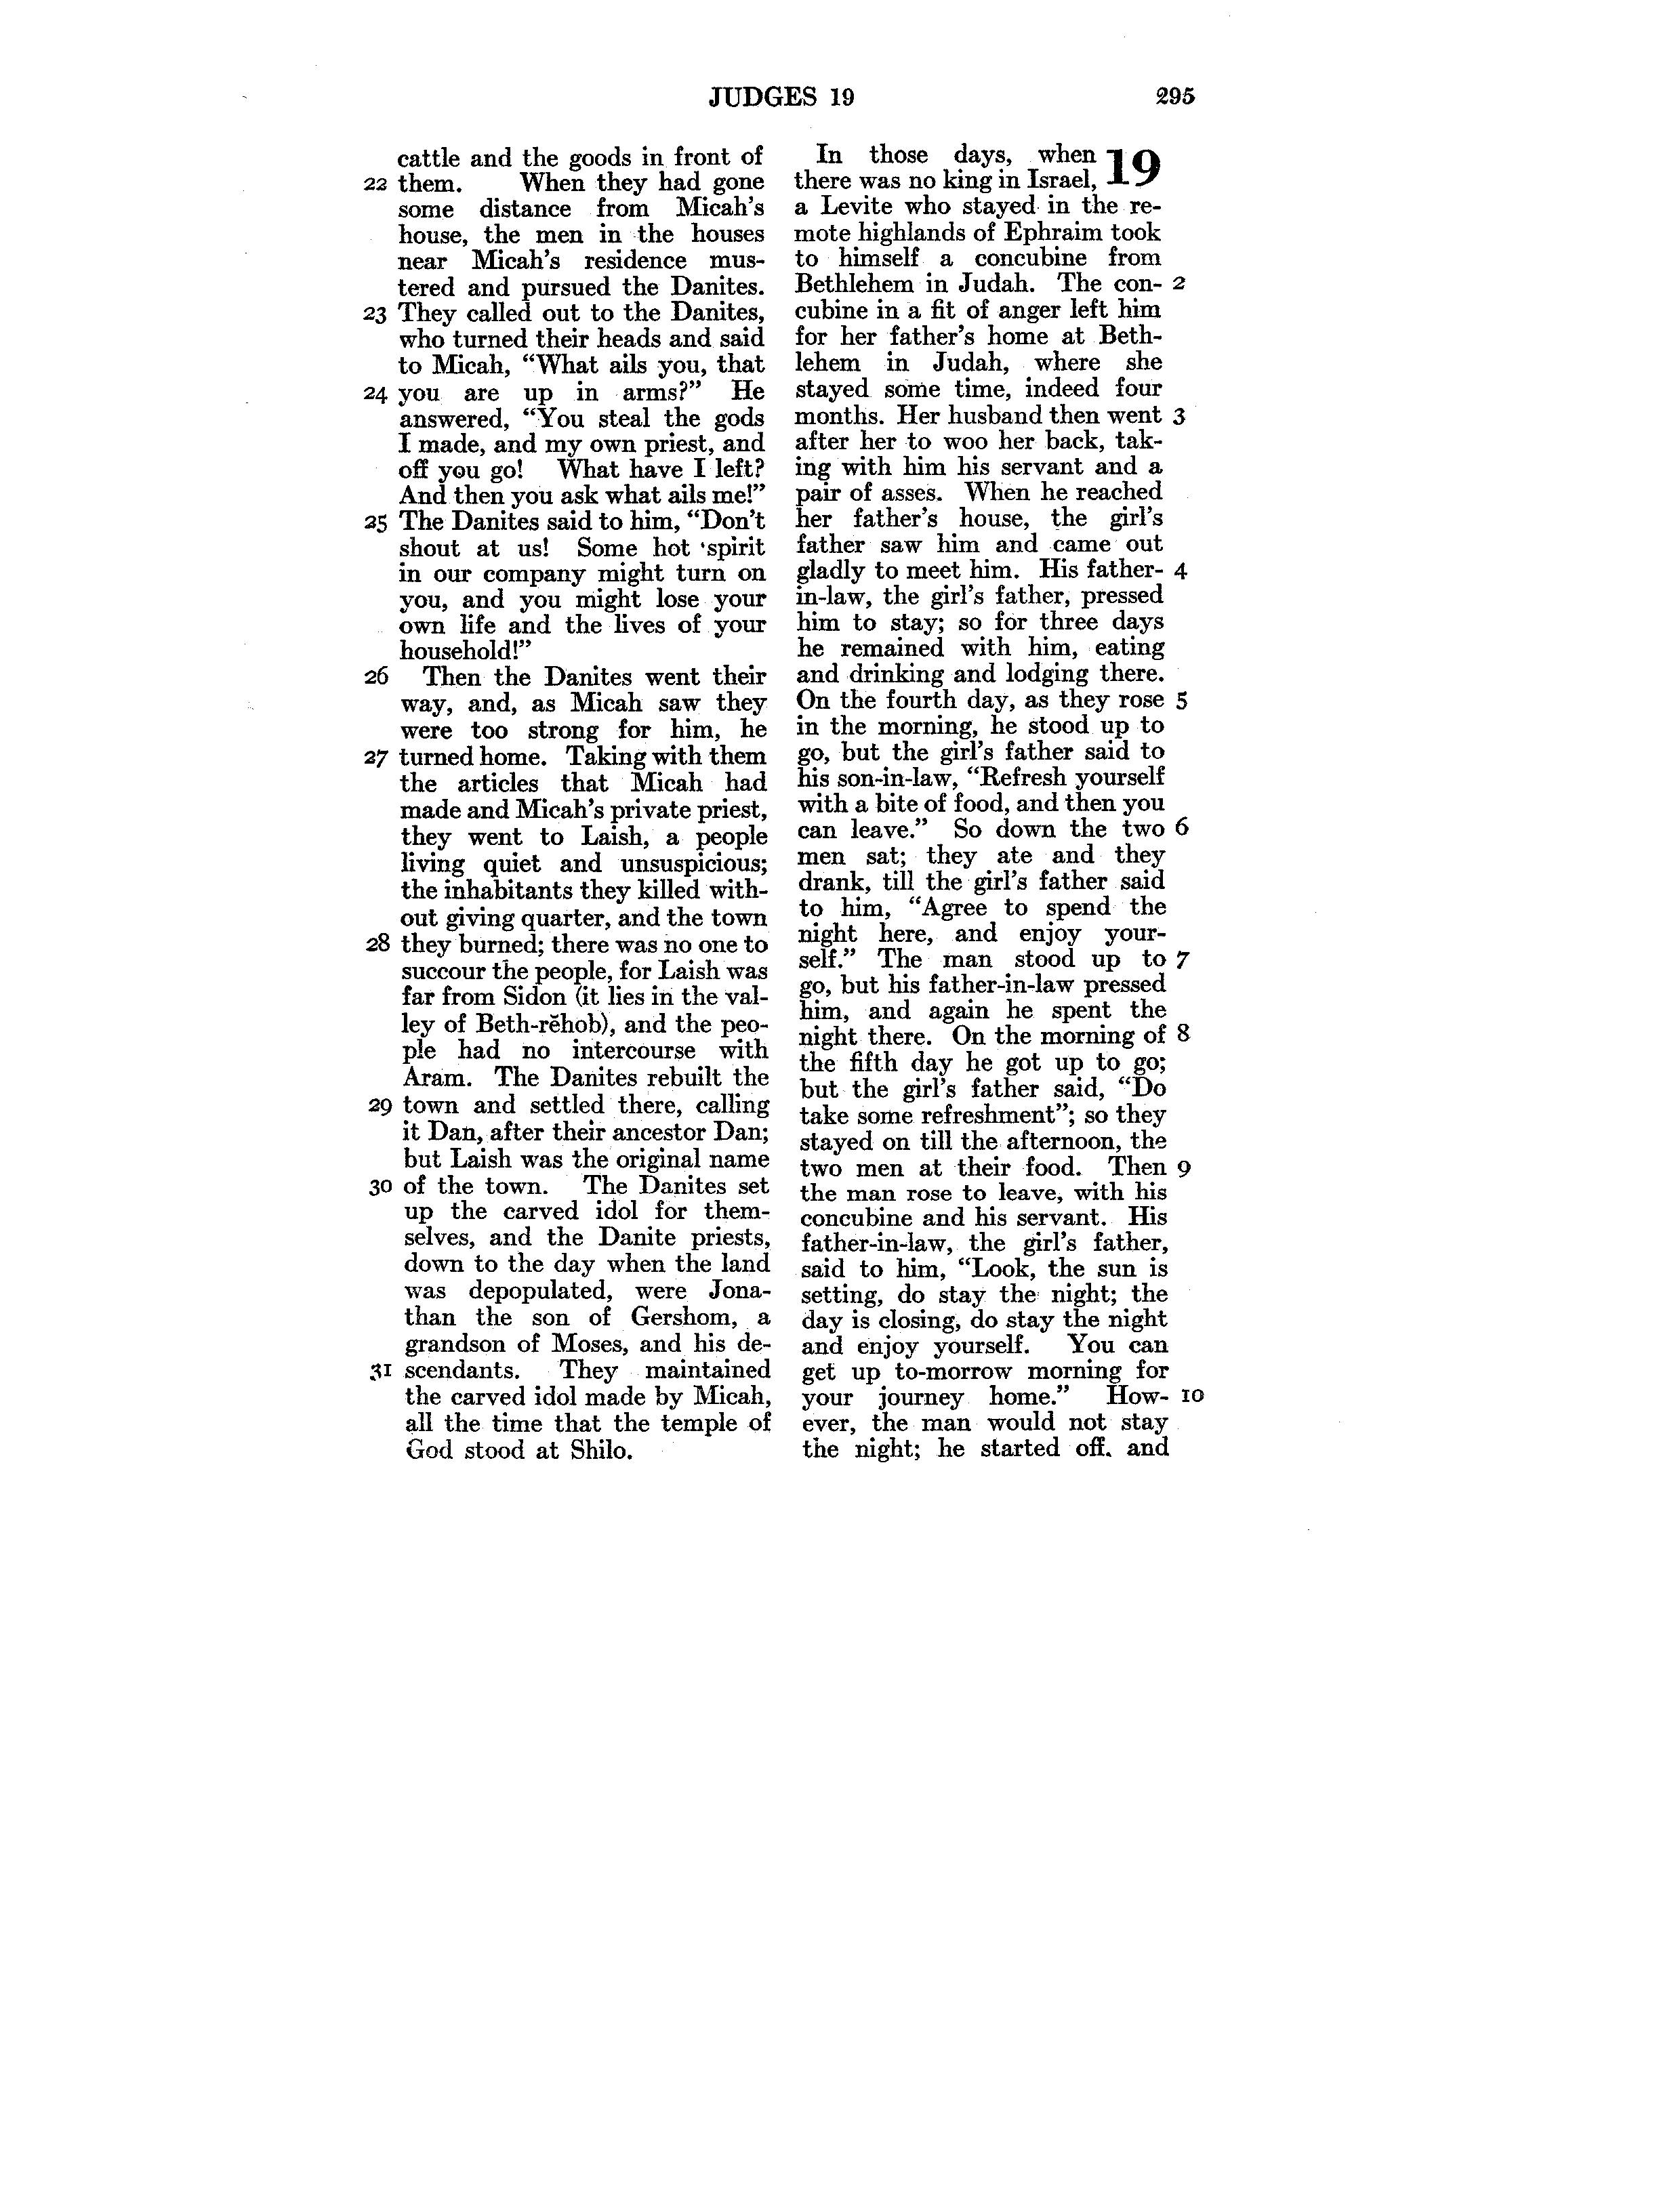 JUDGES 19 295
cattle and the goods in front of
22 them. When they had gone
some distance from Micah's
house, the men in the houses
near Micah's residence mus-
tered and pursued the Danites.
23 They called out to the Danites,
who turned their heads and said
to Micah, “What ails you, that
24 you are up in arms?” He
answered, “You steal the gods
I made, and my own priest, and
off you go! What have I left?
And then you ask what ails me!”
25 The Danites said to him, “Don't
shout at us! Some hot spirit
in our company might turn on
you, and you might lose your
own life and the lives of your
household!”
26 Then the Danites went their
way, and, as Micah saw they
were too strong for him, he
27 turned home. Taking with them
the articles that Micah had
made and Micah's private priest,
they went to Laish, a people
living quiet and unsuspicious;
the inhabitants they killed with-
out giving quarter, and the town
28 they burned; there was no one to
succour the people, for Laish was
far from Sidon (it lies in the val-
ley of Beth-rĕhob), and the peo-
ple had no intercourse with
Aram. The Danites rebuilt the
29 town and settled there, calling
it Dan, after their ancestor Dan;
but Laish was the original name
30 of the town. The Danites set
up the carved idol for them-
selves, and the Danite priests,
down to the day when the land
was depopulated, were Jona-
than the son of Gershom, a
grandson of Moses, and his de-
31 scendants. They maintained
the carved idol made by Micah,
all the time that the temple of
God stood at Shilo.
In those days, when 19
there was no king in Israel,
a Levite who stayed in the re-
mote highlands of Ephraim took
to himself a concubine from
Bethlehem in Judah. The con- 2
cubine in a fit of anger left him
for her father's home at Beth-
lehem in Judah, where she
stayed some time, indeed four
months. Her husband then went 3
after her to woo her back, tak-
ing with him his servant and a
pair of asses. When he reached
her father's house, the girl's
father saw him and came out
gladly to meet him. His father- 4
in-law, the girl's father, pressed
him to stay; so for three days
he remained with him, eating
and drinking and lodging there.
On the fourth day, as they rose 5
in the morning, he stood up to
go, but the girl's father said to
his son-in-law, “Refresh yourself
with a bite of food, and then you
can leave.” So down the two 6
men sat; they ate and they
drank, till the girl's father said
to him, “Agree to spend the
night here, and enjoy your-
self.” The man stood up to 7
go, but his father-in-law pressed
him, and again he spent the
night there. On the morning of 8
the fifth day he got up to go;
but the girl's father said, “Do
take some refreshment”; so they
stayed on till the afternoon, the
two men at their food. Then 9
the man rose to leave, with his
concubine and his servant. His
father-in-law, the girl's father,
said to him, “Look, the sun is
setting, do stay the night; the
day is closing, do stay the night
and enjoy yourself. You can
get up to-morrow morning for
your journey home.” How- 10
ever, the man would not stay
the night; he started off. and